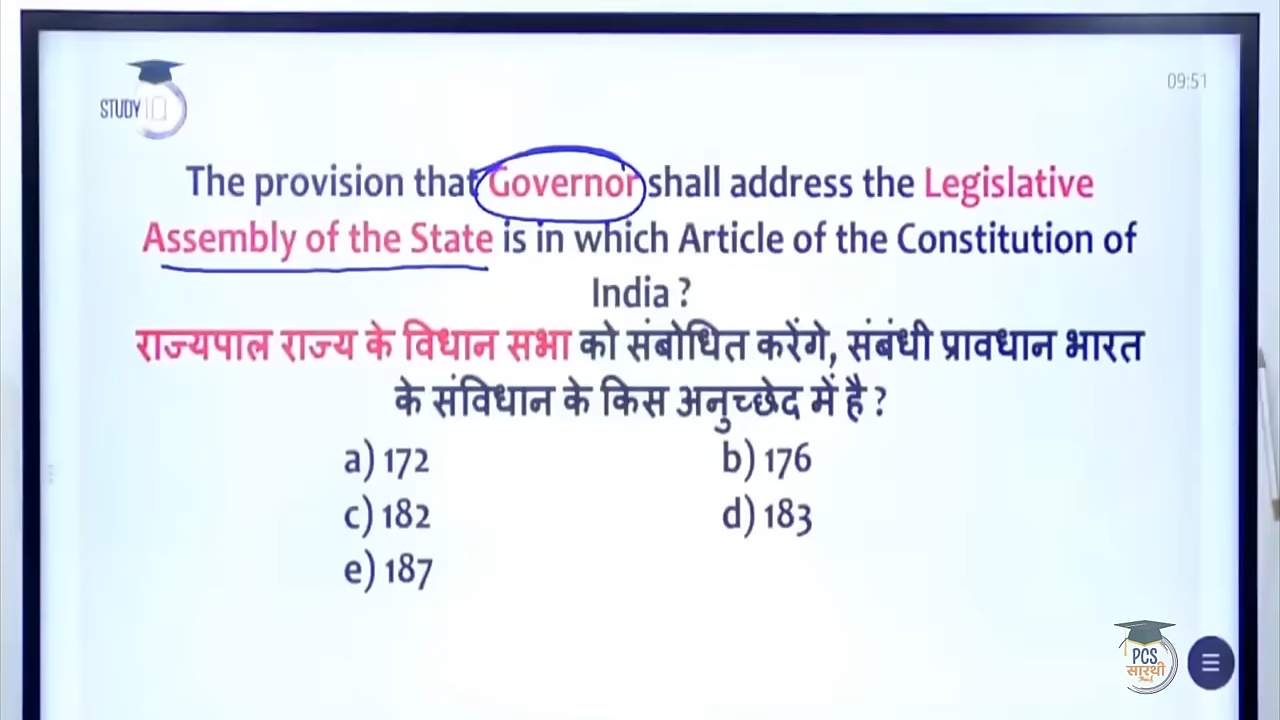 STUDY IQ
09:51
The provision that Governor shall address the Legislative
Assembly of the State is in which Article of the Constitution of
India ?
राज्यपाल राज्य के विधान सभा को संबोधित करेंगे, संबंधी प्रावधान भारत
के संविधान के किस अनुच्छेद में है ?
a) 172 b) 176
c) 182 d) 183
e) 187
PCS
सारथी